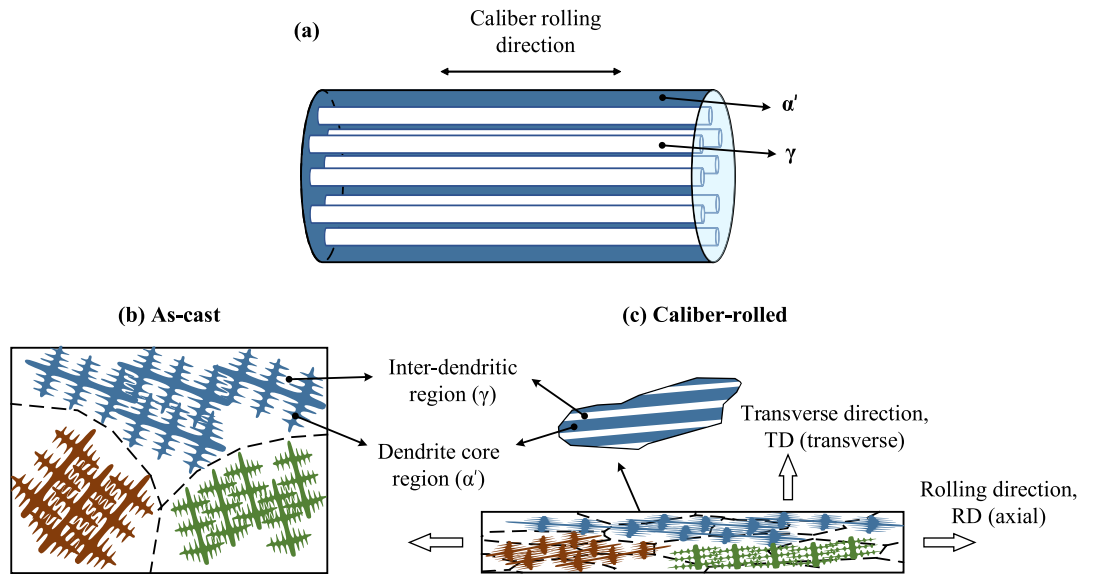 (a)
Caliber rolling
direction
α′
γ
(b) As-cast
(c) Caliber-rolled
Inter-dendritic
region (γ)
Dendrite core
region (α′)
Transverse direction,
TD (transverse)
Rolling direction,
RD (axial)